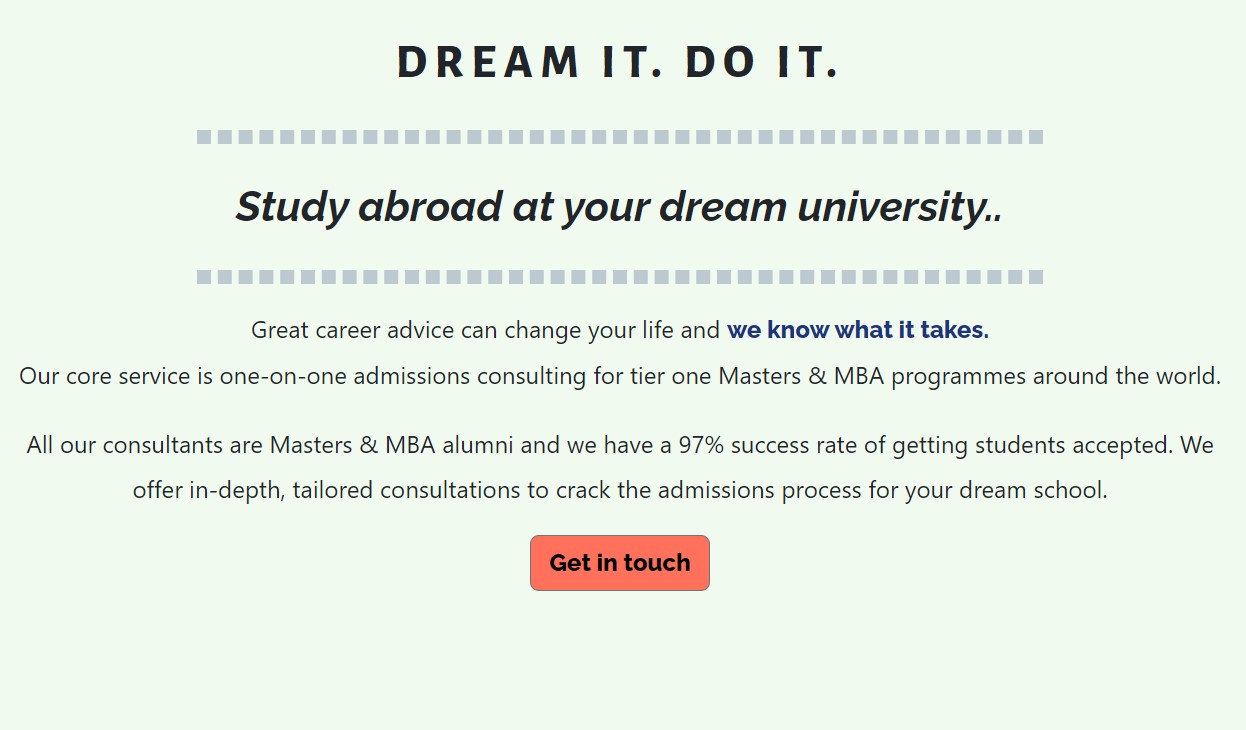 DREAM IT. DO IT.
Study abroad at your dream university..
Great career advice can change your life and we know what it takes.
Our core service is one-on-one admissions consulting for tier one Masters & MBA programmes around the world.
All our consultants are Masters & MBA alumni and we have a 97% success rate of getting students accepted. We
offer in-depth, tailored consultations to crack the admissions process for your dream school.
Get in touch